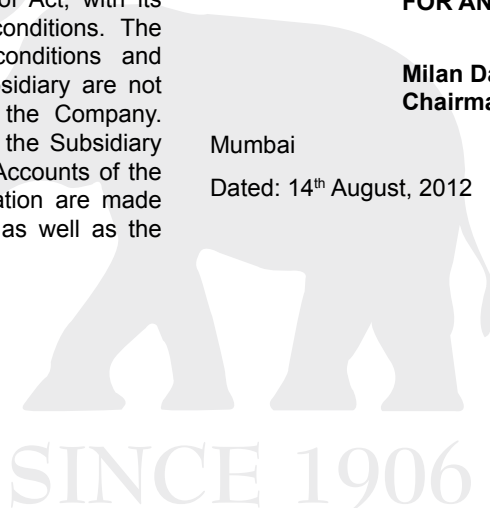 of Act, with its
conditions. The
conditions and
sidiary are not
the Company.
the Subsidiary
Accounts of the
ation are made
as well as the
FOR AN
Milan Da
Chairma
Mumbai
Dated: 14th August, 2012
SINCE 1906